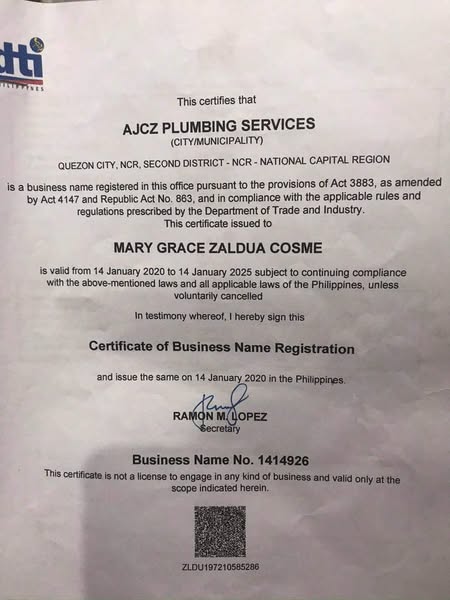 dti
PHILIPPINES
This certifies that
AJCZ PLUMBING SERVICES
(CITY/MUNICIPALITY)
QUEZON CITY, NCR, SECOND DISTRICT - NCR - NATIONAL CAPITAL REGION
is a business name registered in this office pursuant to the provisions of Act 3883, as amended
by Act 4147 and Republic Act No. 863, and in compliance with the applicable rules and
regulations prescribed by the Department of Trade and Industry.
This certificate issued to
MARY GRACE ZALDUA COSME
is valid from 14 January 2020 to 14 January 2025 subject to continuing compliance
with the above-mentioned laws and all applicable laws of the Philippines, unless
voluntarily cancelled
In testimony whereof, I hereby sign this
Certificate of Business Name Registration
and issue the same on 14 January 2020 in the Philippines.
RAMON M. LOPEZ
Secretary
Business Name No. 1414926
This certificate is not a license to engage in any kind of business and valid only at the
scope indicated herein.
ZLDU197210585286